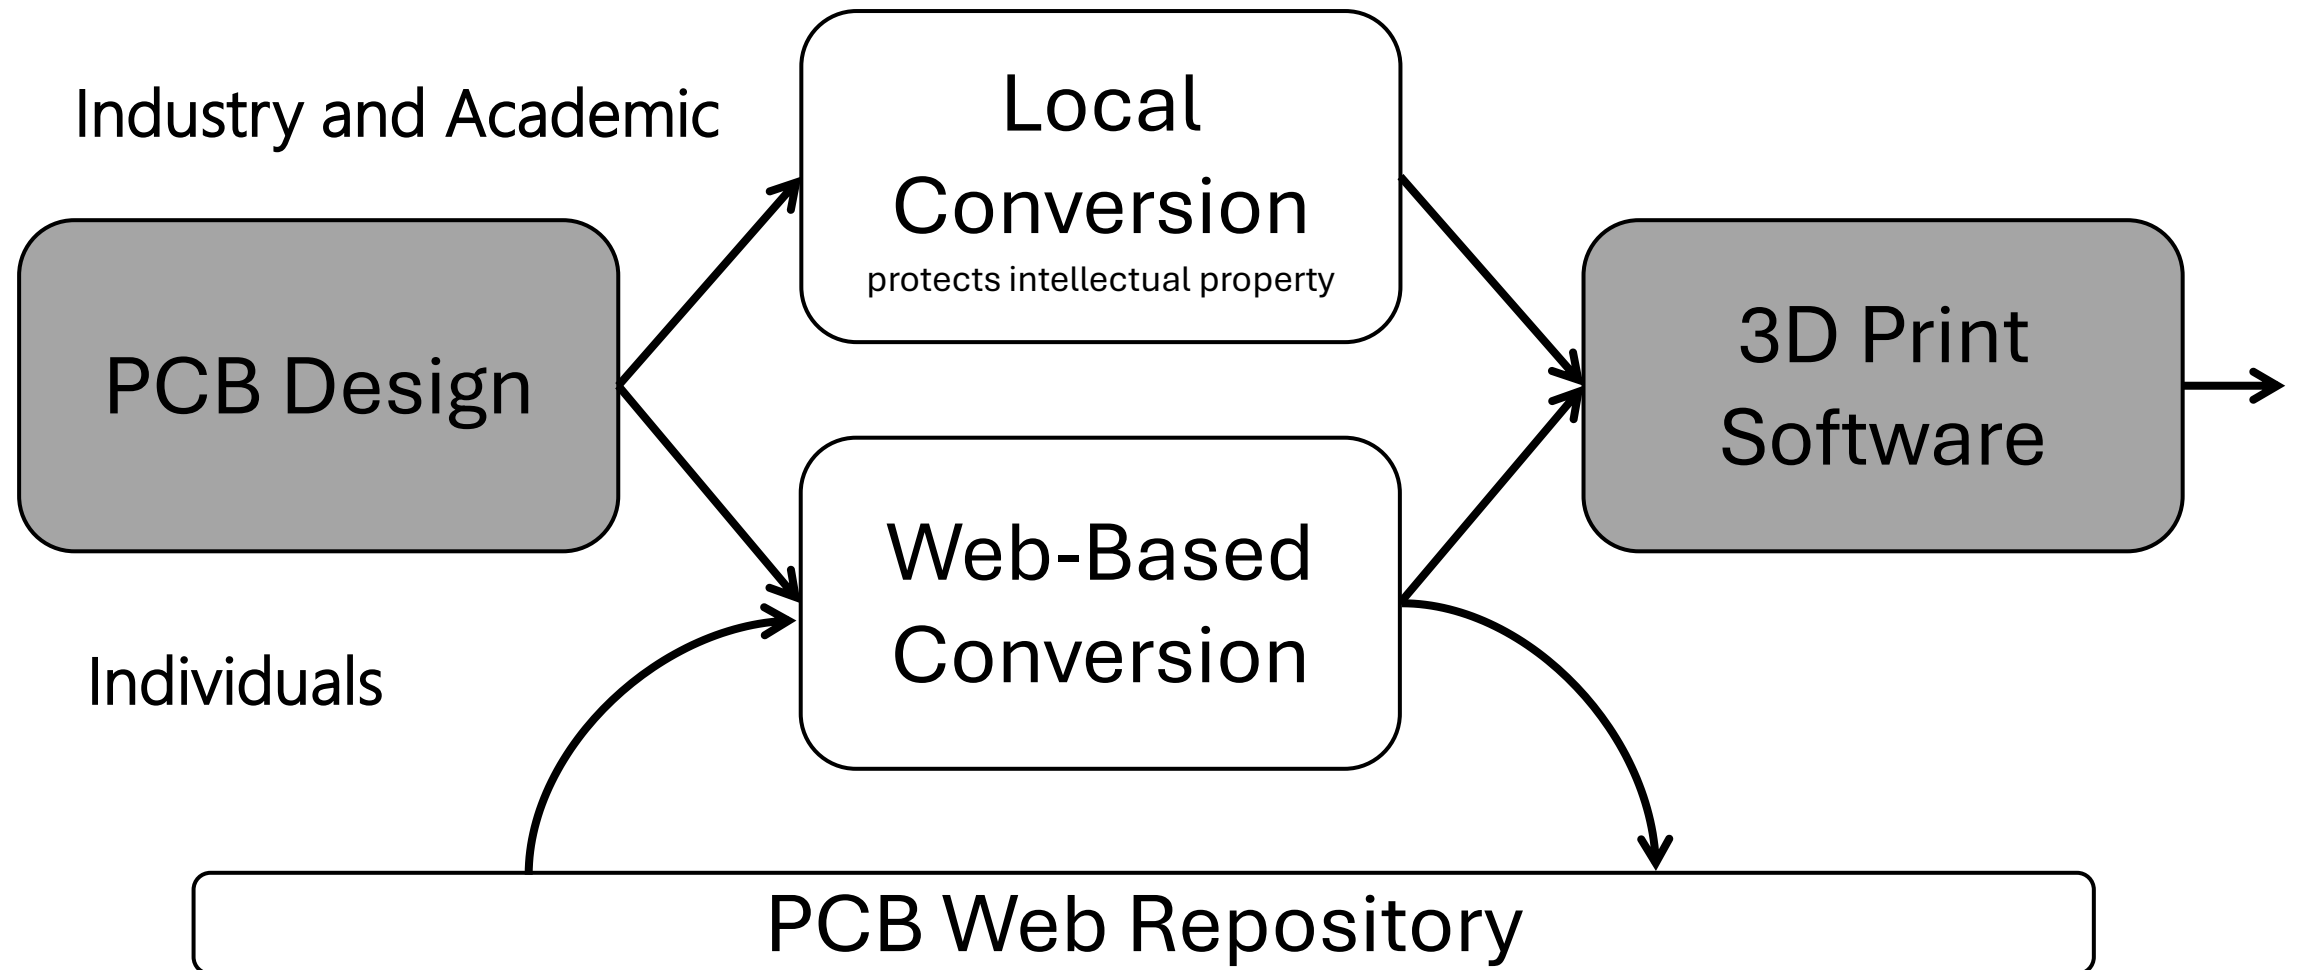 Industry and Academic
Local
Conversion
protects intellectual property
PCB Design
3D Print
Software
Web-Based
Conversion
Individuals
PCB Web Repository